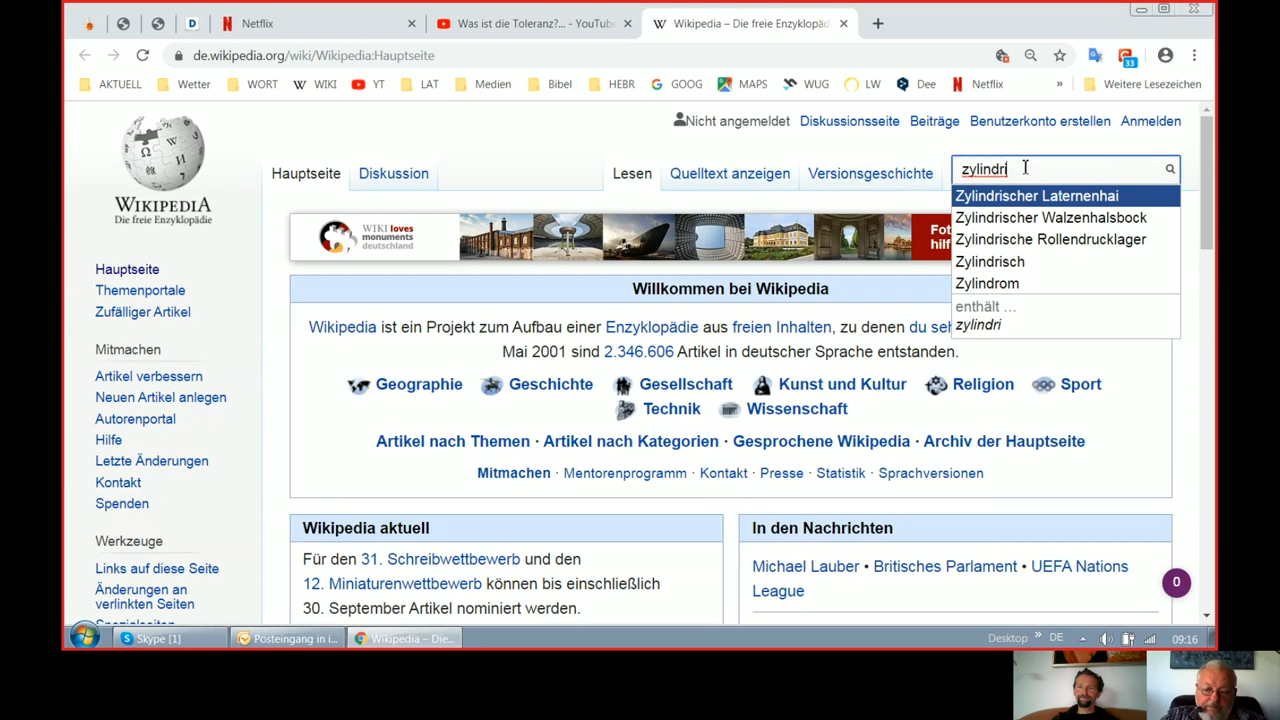 Netflix
Was ist die Toleranz?... - YouTube
Wikipedia – Die freie Enzyklopäd
de.wikipedia.org/wiki/Wikipedia:Hauptseite
33
AKTUELL Wetter WORT WIKI YT LAT Medien Bibel HEBR GOOG MAPS WUG LW Dee Netflix » Weitere Lesezeichen
Nicht angemeldet Diskussionsseite Beiträge Benutzerkonto erstellen Anmelden
Hauptseite Diskussion Lesen Quelltext anzeigen Versionsgeschichte
zylindri
Zylindrischer Laternenhai
Zylindrischer Walzenhalsbock
Zylindrische Rollendrucklager
Zylindrisch
Zylindrom
enthält ...
zylindri
WIKIPEDIA
Die freie Enzyklopädie
Hauptseite
Themenportale
Zufälliger Artikel
Mitmachen
Artikel verbessern
Neuen Artikel anlegen
Autorenportal
Hilfe
Letzte Änderungen
Kontakt
Spenden
Werkzeuge
Links auf diese Seite
Änderungen an
verlinkten Seiten
WIKI
loves
monuments
deutschland
Fot
hilf
Willkommen bei Wikipedia
Wikipedia ist ein Projekt zum Aufbau einer Enzyklopädie aus freien Inhalten, zu denen du seh
Mai 2001 sind 2.346.606 Artikel in deutscher Sprache entstanden.
Geographie Geschichte Gesellschaft Kunst und Kultur Religion Sport
Technik Wissenschaft
Artikel nach Themen · Artikel nach Kategorien · Gesprochene Wikipedia · Archiv der Hauptseite
Mitmachen · Mentorenprogramm · Kontakt · Presse · Statistik · Sprachversionen
Wikipedia aktuell
Für den 31. Schreibwettbewerb und den
12. Miniaturenwettbewerb können bis einschließlich
30. September Artikel nominiert werden.
In den Nachrichten
Michael Lauber • Britisches Parlament • UEFA Nations
League
0
Skype [1] Posteingang in i... Wikipedia – Die... Desktop » DE 09:16